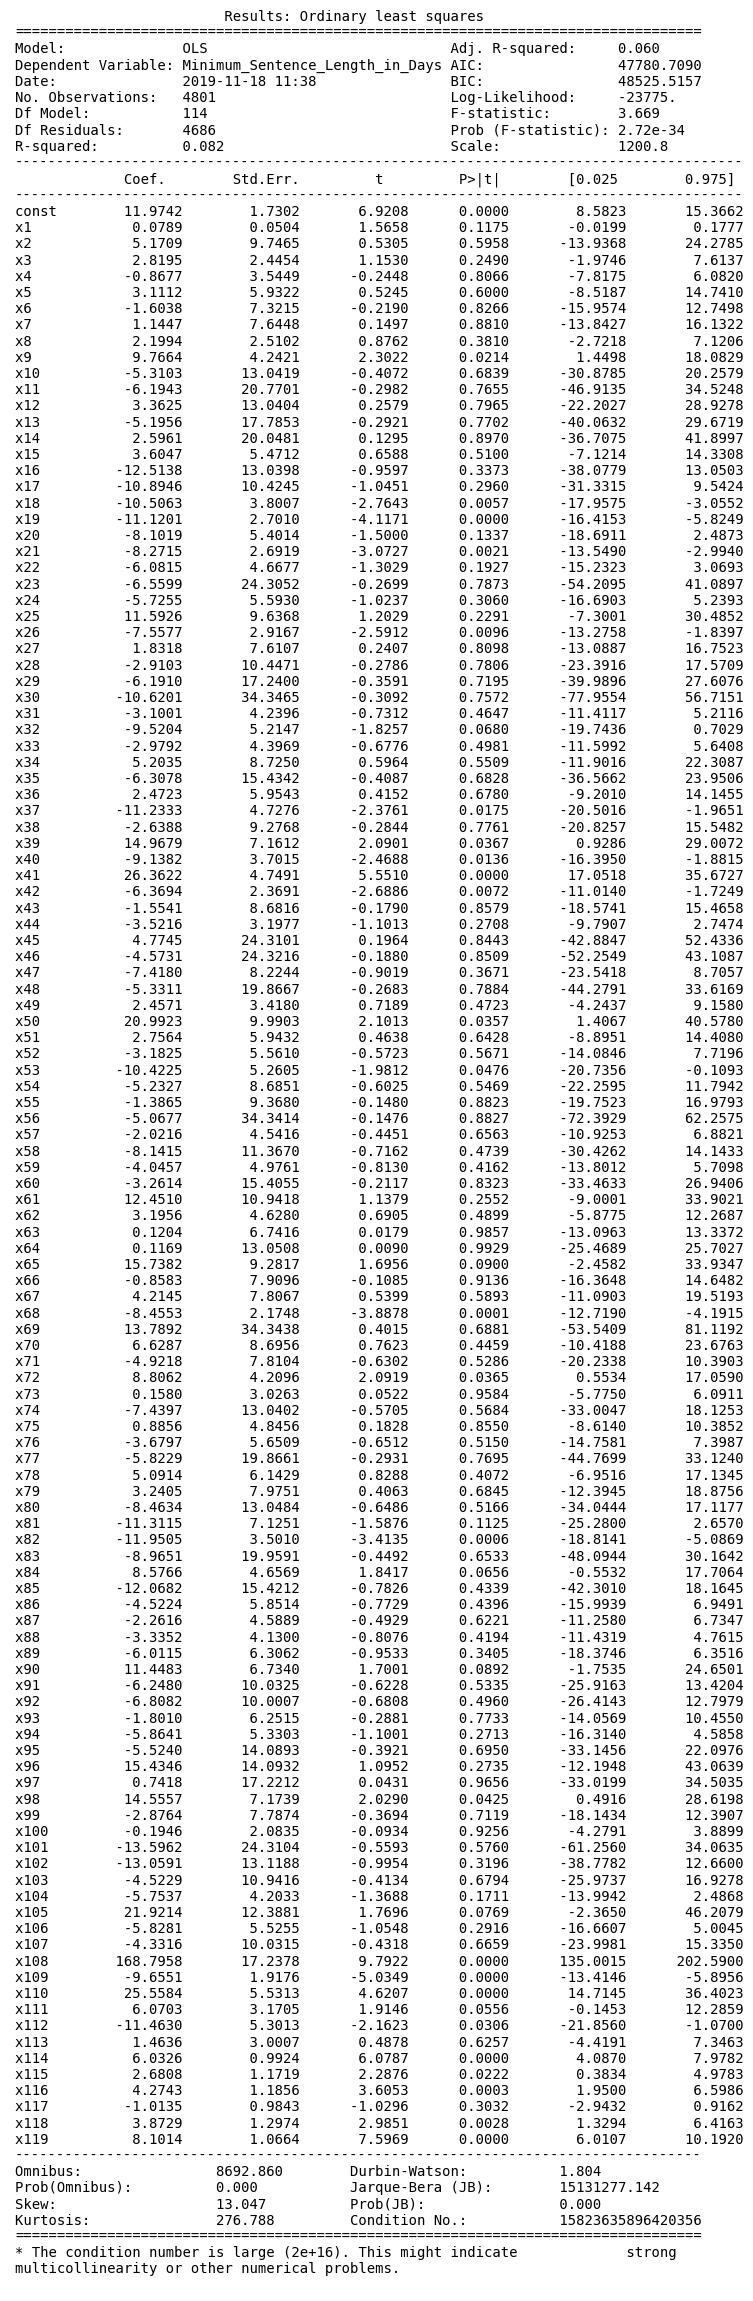 Results: Ordinary least squares
====================================================================================
Model: OLS Adj. R-squared: 0.060
Dependent Variable: Minimum_Sentence_Length_in_Days AIC: 47780.7090
Date: 2019-11-18 11:38 BIC: 48525.5157
No. Observations: 4801 Log-Likelihood: -23775.
Df Model: 114 F-statistic: 3.669
Df Residuals: 4686 Prob (F-statistic): 2.72e-34
R-squared: 0.082 Scale: 1200.8
------------------------------------------------------------------------------------
Coef. Std.Err. t P>|t| [0.025 0.975]
------------------------------------------------------------------------------------
const 11.9742 1.7302 6.9208 0.0000 8.5823 15.3662
x1 0.0789 0.0504 1.5658 0.1175 -0.0199 0.1777
x2 5.1709 9.7465 0.5305 0.5958 -13.9368 24.2785
x3 2.8195 2.4454 1.1530 0.2490 -1.9746 7.6137
x4 -0.8677 3.5449 -0.2448 0.8066 -7.8175 6.0820
x5 3.1112 5.9322 0.5245 0.6000 -8.5187 14.7410
x6 -1.6038 7.3215 -0.2190 0.8266 -15.9574 12.7498
x7 1.1447 7.6448 0.1497 0.8810 -13.8427 16.1322
x8 2.1994 2.5102 0.8762 0.3810 -2.7218 7.1206
x9 9.7664 4.2421 2.3022 0.0214 1.4498 18.0829
x10 -5.3103 13.0419 -0.4072 0.6839 -30.8785 20.2579
x11 -6.1943 20.7701 -0.2982 0.7655 -46.9135 34.5248
x12 3.3625 13.0404 0.2579 0.7965 -22.2027 28.9278
x13 -5.1956 17.7853 -0.2921 0.7702 -40.0632 29.6719
x14 2.5961 20.0481 0.1295 0.8970 -36.7075 41.8997
x15 3.6047 5.4712 0.6588 0.5100 -7.1214 14.3308
x16 -12.5138 13.0398 -0.9597 0.3373 -38.0779 13.0503
x17 -10.8946 10.4245 -1.0451 0.2960 -31.3315 9.5424
x18 -10.5063 3.8007 -2.7643 0.0057 -17.9575 -3.0552
x19 -11.1201 2.7010 -4.1171 0.0000 -16.4153 -5.8249
x20 -8.1019 5.4014 -1.5000 0.1337 -18.6911 2.4873
x21 -8.2715 2.6919 -3.0727 0.0021 -13.5490 -2.9940
x22 -6.0815 4.6677 -1.3029 0.1927 -15.2323 3.0693
x23 -6.5599 24.3052 -0.2699 0.7873 -54.2095 41.0897
x24 -5.7255 5.5930 -1.0237 0.3060 -16.6903 5.2393
x25 11.5926 9.6368 1.2029 0.2291 -7.3001 30.4852
x26 -7.5577 2.9167 -2.5912 0.0096 -13.2758 -1.8397
x27 1.8318 7.6107 0.2407 0.8098 -13.0887 16.7523
x28 -2.9103 10.4471 -0.2786 0.7806 -23.3916 17.5709
x29 -6.1910 17.2400 -0.3591 0.7195 -39.9896 27.6076
x30 -10.6201 34.3465 -0.3092 0.7572 -77.9554 56.7151
x31 -3.1001 4.2396 -0.7312 0.4647 -11.4117 5.2116
x32 -9.5204 5.2147 -1.8257 0.0680 -19.7436 0.7029
x33 -2.9792 4.3969 -0.6776 0.4981 -11.5992 5.6408
x34 5.2035 8.7250 0.5964 0.5509 -11.9016 22.3087
x35 -6.3078 15.4342 -0.4087 0.6828 -36.5662 23.9506
x36 2.4723 5.9543 0.4152 0.6780 -9.2010 14.1455
x37 -11.2333 4.7276 -2.3761 0.0175 -20.5016 -1.9651
x38 -2.6388 9.2768 -0.2844 0.7761 -20.8257 15.5482
x39 14.9679 7.1612 2.0901 0.0367 0.9286 29.0072
x40 -9.1382 3.7015 -2.4688 0.0136 -16.3950 -1.8815
x41 26.3622 4.7491 5.5510 0.0000 17.0518 35.6727
x42 -6.3694 2.3691 -2.6886 0.0072 -11.0140 -1.7249
x43 -1.5541 8.6816 -0.1790 0.8579 -18.5741 15.4658
x44 -3.5216 3.1977 -1.1013 0.2708 -9.7907 2.7474
x45 4.7745 24.3101 0.1964 0.8443 -42.8847 52.4336
x46 -4.5731 24.3216 -0.1880 0.8509 -52.2549 43.1087
x47 -7.4180 8.2244 -0.9019 0.3671 -23.5418 8.7057
x48 -5.3311 19.8667 -0.2683 0.7884 -44.2791 33.6169
x49 2.4571 3.4180 0.7189 0.4723 -4.2437 9.1580
x50 20.9923 9.9903 2.1013 0.0357 1.4067 40.5780
x51 2.7564 5.9432 0.4638 0.6428 -8.8951 14.4080
x52 -3.1825 5.5610 -0.5723 0.5671 -14.0846 7.7196
x53 -10.4225 5.2605 -1.9812 0.0476 -20.7356 -0.1093
x54 -5.2327 8.6851 -0.6025 0.5469 -22.2595 11.7942
x55 -1.3865 9.3680 -0.1480 0.8823 -19.7523 16.9793
x56 -5.0677 34.3414 -0.1476 0.8827 -72.3929 62.2575
x57 -2.0216 4.5416 -0.4451 0.6563 -10.9253 6.8821
x58 -8.1415 11.3670 -0.7162 0.4739 -30.4262 14.1433
x59 -4.0457 4.9761 -0.8130 0.4162 -13.8012 5.7098
x60 -3.2614 15.4055 -0.2117 0.8323 -33.4633 26.9406
x61 12.4510 10.9418 1.1379 0.2552 -9.0001 33.9021
x62 3.1956 4.6280 0.6905 0.4899 -5.8775 12.2687
x63 0.1204 6.7416 0.0179 0.9857 -13.0963 13.3372
x64 0.1169 13.0508 0.0090 0.9929 -25.4689 25.7027
x65 15.7382 9.2817 1.6956 0.0900 -2.4582 33.9347
x66 -0.8583 7.9096 -0.1085 0.9136 -16.3648 14.6482
x67 4.2145 7.8067 0.5399 0.5893 -11.0903 19.5193
x68 -8.4553 2.1748 -3.8878 0.0001 -12.7190 -4.1915
x69 13.7892 34.3438 0.4015 0.6881 -53.5409 81.1192
x70 6.6287 8.6956 0.7623 0.4459 -10.4188 23.6763
x71 -4.9218 7.8104 -0.6302 0.5286 -20.2338 10.3903
x72 8.8062 4.2096 2.0919 0.0365 0.5534 17.0590
x73 0.1580 3.0263 0.0522 0.9584 -5.7750 6.0911
x74 -7.4397 13.0402 -0.5705 0.5684 -33.0047 18.1253
x75 0.8856 4.8456 0.1828 0.8550 -8.6140 10.3852
x76 -3.6797 5.6509 -0.6512 0.5150 -14.7581 7.3987
x77 -5.8229 19.8661 -0.2931 0.7695 -44.7699 33.1240
x78 5.0914 6.1429 0.8288 0.4072 -6.9516 17.1345
x79 3.2405 7.9751 0.4063 0.6845 -12.3945 18.8756
x80 -8.4634 13.0484 -0.6486 0.5166 -34.0444 17.1177
x81 -11.3115 7.1251 -1.5876 0.1125 -25.2800 2.6570
x82 -11.9505 3.5010 -3.4135 0.0006 -18.8141 -5.0869
x83 -8.9651 19.9591 -0.4492 0.6533 -48.0944 30.1642
x84 8.5766 4.6569 1.8417 0.0656 -0.5532 17.7064
x85 -12.0682 15.4212 -0.7826 0.4339 -42.3010 18.1645
x86 -4.5224 5.8514 -0.7729 0.4396 -15.9939 6.9491
x87 -2.2616 4.5889 -0.4929 0.6221 -11.2580 6.7347
x88 -3.3352 4.1300 -0.8076 0.4194 -11.4319 4.7615
x89 -6.0115 6.3062 -0.9533 0.3405 -18.3746 6.3516
x90 11.4483 6.7340 1.7001 0.0892 -1.7535 24.6501
x91 -6.2480 10.0325 -0.6228 0.5335 -25.9163 13.4204
x92 -6.8082 10.0007 -0.6808 0.4960 -26.4143 12.7979
x93 -1.8010 6.2515 -0.2881 0.7733 -14.0569 10.4550
x94 -5.8641 5.3303 -1.1001 0.2713 -16.3140 4.5858
x95 -5.5240 14.0893 -0.3921 0.6950 -33.1456 22.0976
x96 15.4346 14.0932 1.0952 0.2735 -12.1948 43.0639
x97 0.7418 17.2212 0.0431 0.9656 -33.0199 34.5035
x98 14.5557 7.1739 2.0290 0.0425 0.4916 28.6198
x99 -2.8764 7.7874 -0.3694 0.7119 -18.1434 12.3907
x100 -0.1946 2.0835 -0.0934 0.9256 -4.2791 3.8899
x101 -13.5962 24.3104 -0.5593 0.5760 -61.2560 34.0635
x102 -13.0591 13.1188 -0.9954 0.3196 -38.7782 12.6600
x103 -4.5229 10.9416 -0.4134 0.6794 -25.9737 16.9278
x104 -5.7537 4.2033 -1.3688 0.1711 -13.9942 2.4868
x105 21.9214 12.3881 1.7696 0.0769 -2.3650 46.2079
x106 -5.8281 5.5255 -1.0548 0.2916 -16.6607 5.0045
x107 -4.3316 10.0315 -0.4318 0.6659 -23.9981 15.3350
x108 168.7958 17.2378 9.7922 0.0000 135.0015 202.5900
x109 -9.6551 1.9176 -5.0349 0.0000 -13.4146 -5.8956
x110 25.5584 5.5313 4.6207 0.0000 14.7145 36.4023
x111 6.0703 3.1705 1.9146 0.0556 -0.1453 12.2859
x112 -11.4630 5.3013 -2.1623 0.0306 -21.8560 -1.0700
x113 1.4636 3.0007 0.4878 0.6257 -4.4191 7.3463
x114 6.0326 0.9924 6.0787 0.0000 4.0870 7.9782
x115 2.6808 1.1719 2.2876 0.0222 0.3834 4.9783
x116 4.2743 1.1856 3.6053 0.0003 1.9500 6.5986
x117 -1.0135 0.9843 -1.0296 0.3032 -2.9432 0.9162
x118 3.8729 1.2974 2.9851 0.0028 1.3294 6.4163
x119 8.1014 1.0664 7.5969 0.0000 6.0107 10.1920
------------------------------------------------------------------------------------
Omnibus: 8692.860 Durbin-Watson: 1.804
Prob(Omnibus): 0.000 Jarque-Bera (JB): 15131277.142
Skew: 13.047 Prob(JB): 0.000
Kurtosis: 276.788 Condition No.: 15823635896420356
====================================================================================
* The condition number is large (2e+16). This might indicate strong
multicollinearity or other numerical problems.